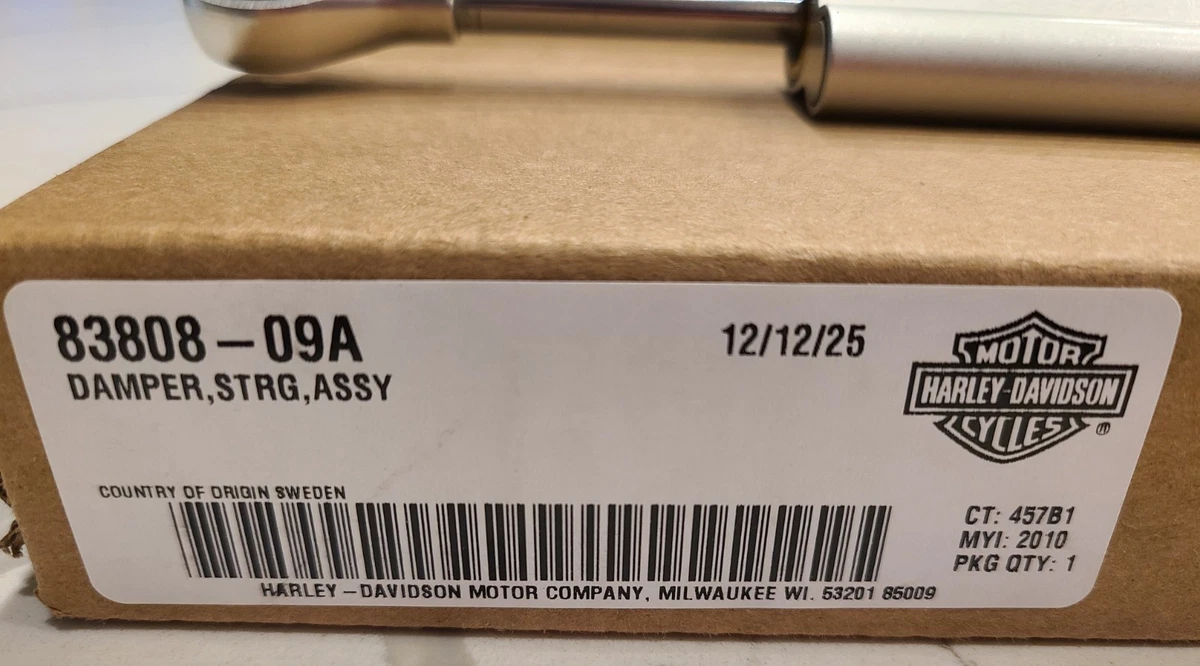 83808-09A
DAMPER,STRG,ASSY
12/12/25
MOTOR
HARLEY-DAVIDSON
CYCLES
®
COUNTRY OF ORIGIN SWEDEN
CT: 457B1
MYI: 2010
PKG QTY: 1
HARLEY-DAVIDSON MOTOR COMPANY, MILWAUKEE WI. 53201 85009